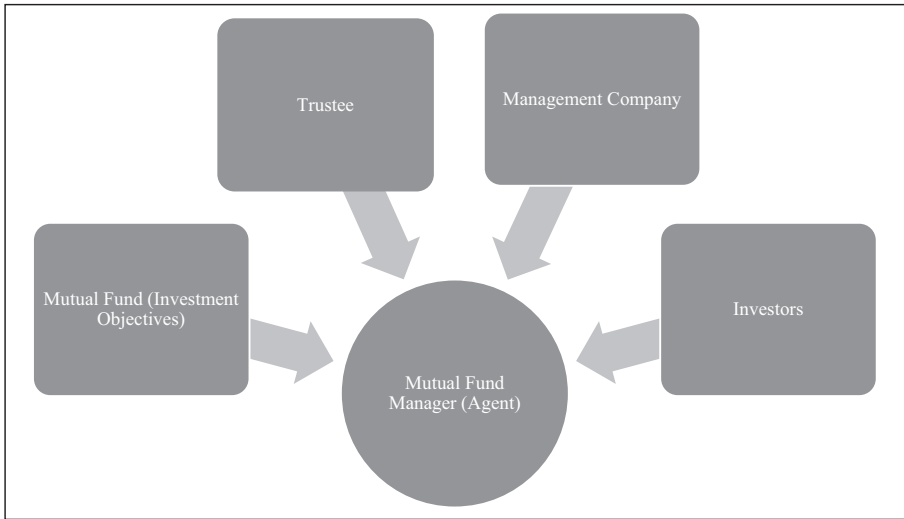 Trustee
Management Company
Mutual Fund (Investment
Objectives)
Investors
Mutual Fund
Manager (Agent)